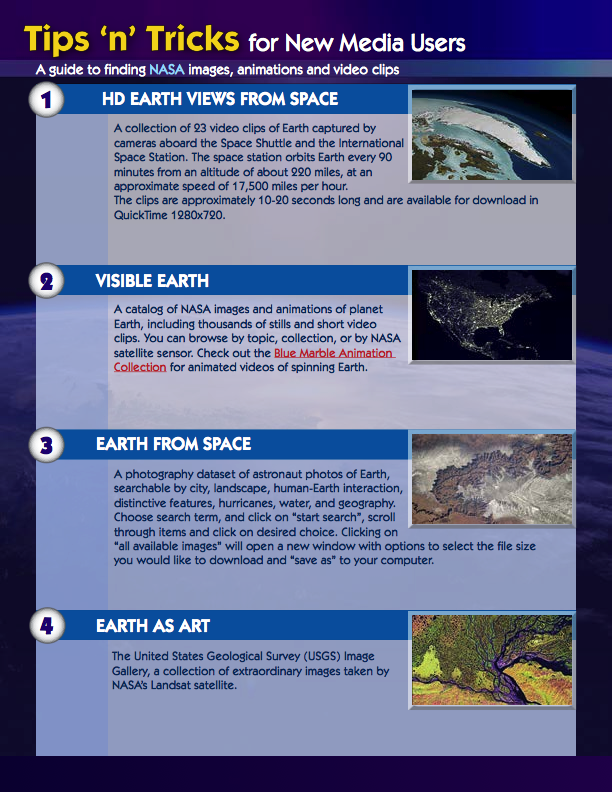 Tips ‘n’ Tricks for New Media Users
A guide to finding NASA images, animations and video clips
1 HD EARTH VIEWS FROM SPACE
A collection of 23 video clips of Earth captured by
cameras aboard the Space Shuttle and the International
Space Station. The space station orbits Earth every 90
minutes from an altitude of about 220 miles, at an
approximate speed of 17,500 miles per hour.
The clips are approximately 10-20 seconds long and are available for download in
QuickTime 1280x720.
2 VISIBLE EARTH
A catalog of NASA images and animations of planet
Earth, including thousands of stills and short video
clips. You can browse by topic, collection, or by NASA
satellite sensor. Check out the Blue Marble Animation
Collection for animated videos of spinning Earth.
3 EARTH FROM SPACE
A photography dataset of astronaut photos of Earth,
searchable by city, landscape, human-Earth interaction,
distinctive features, hurricanes, water, and geography.
Choose search term, and click on “start search”, scroll
through items and click on desired choice. Clicking on
“all available images” will open a new window with options to select the file size
you would like to download and “save as” to your computer.
4 EARTH AS ART
The United States Geological Survey (USGS) Image
Gallery, a collection of extraordinary images taken by
NASA's Landsat satellite.